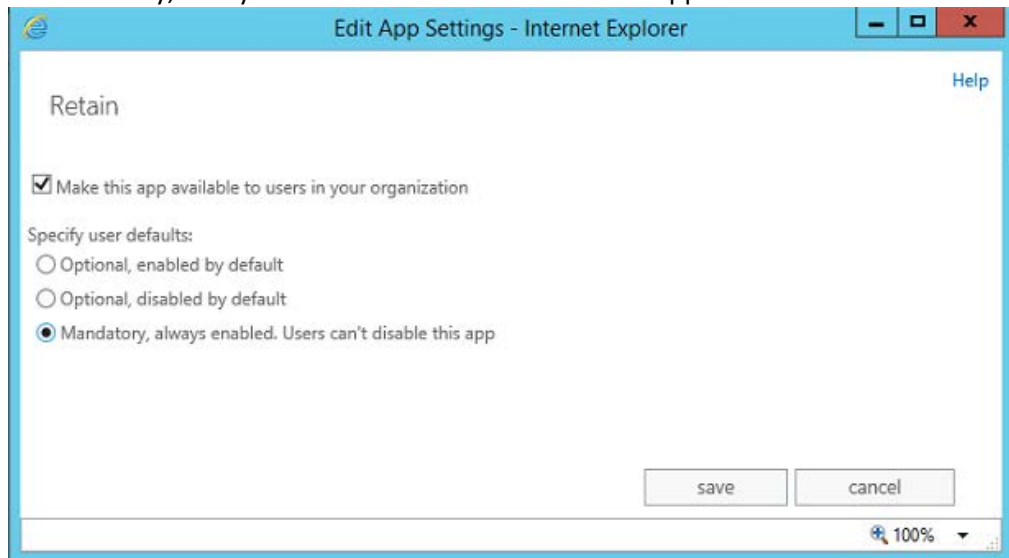 Edit App Settings - Internet Explorer
Help
Retain
Make this app available to users in your organization
Specify user defaults:
Optional, enabled by default
Optional, disabled by default
Mandatory, always enabled. Users can't disable this app
save cancel
100%